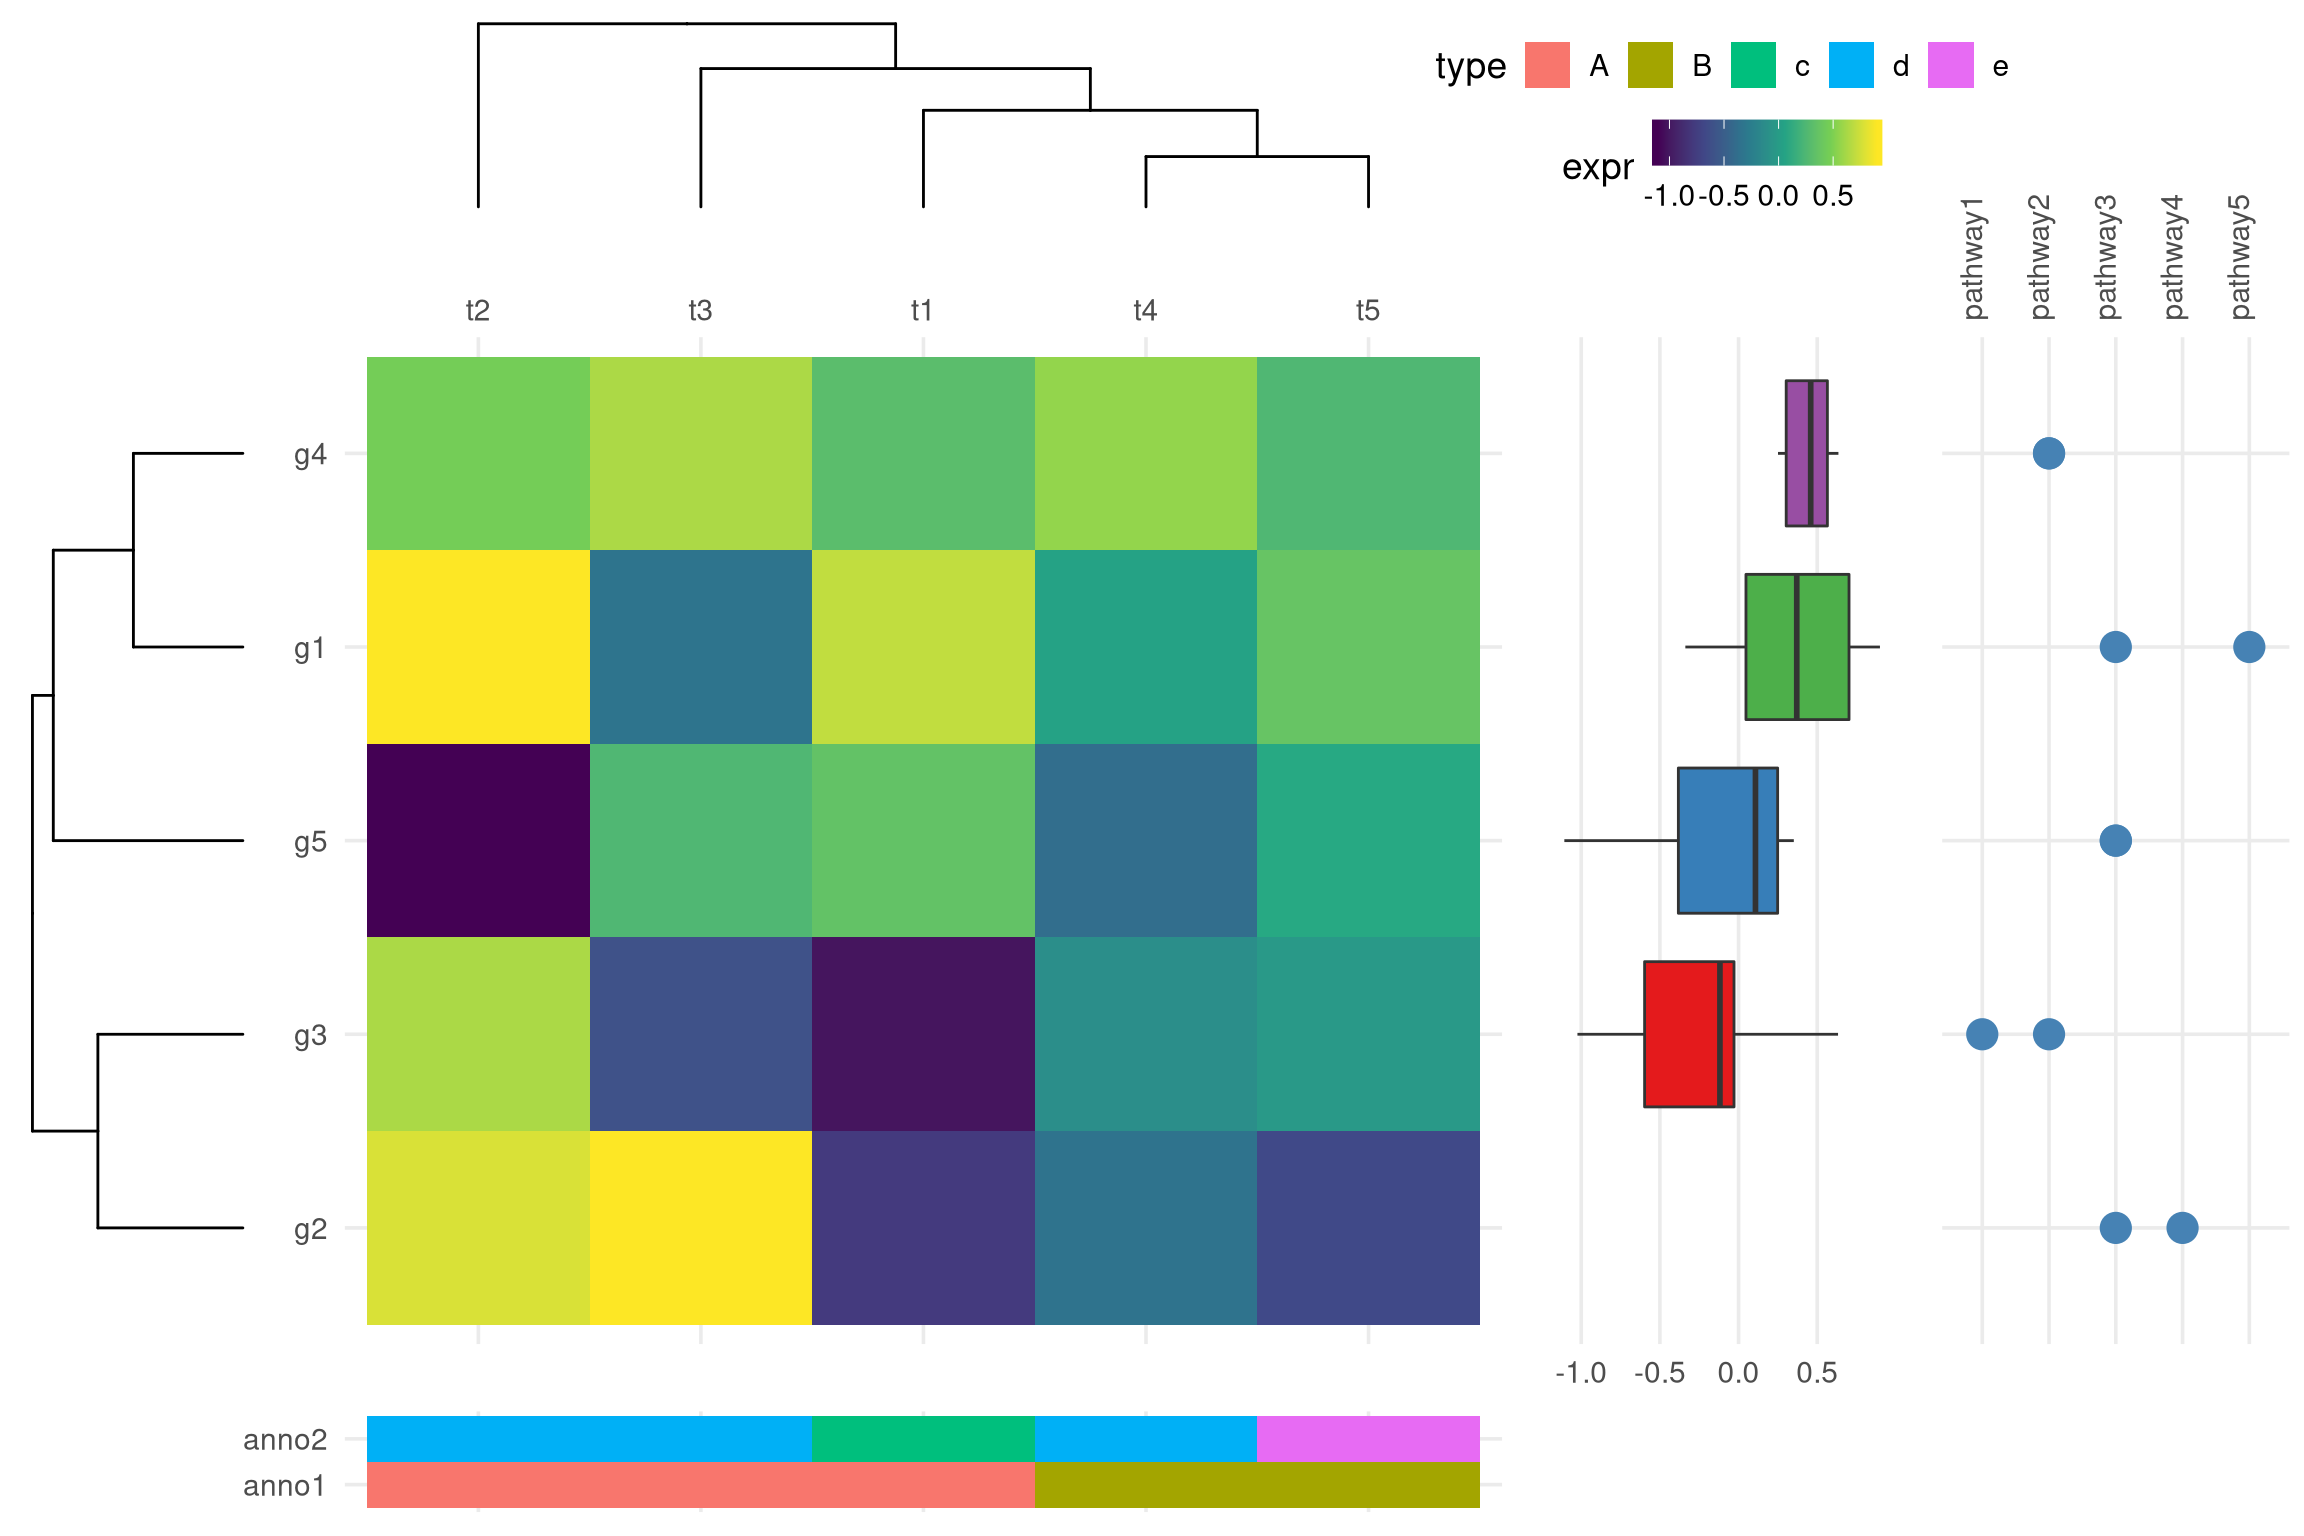 type A B c d e
expr
-1.0 -0.5 0.0 0.5
pathway1 pathway2 pathway3 pathway4 pathway5
t2 t3 t1 t4 t5
g4
g1
g5
g3
g2
-1.0 -0.5 0.0 0.5
anno2
anno1